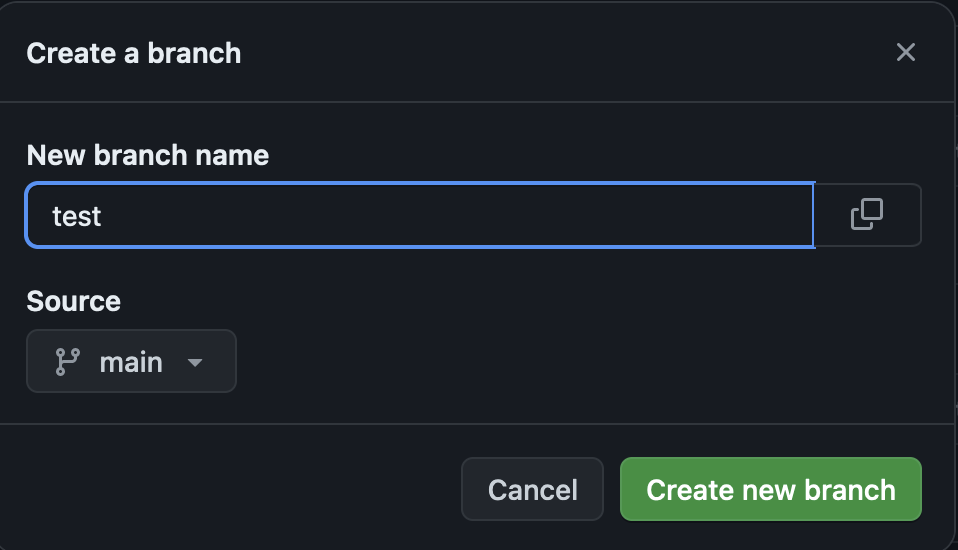 Create a branch
New branch name
test
Source
main
Cancel
Create new branch